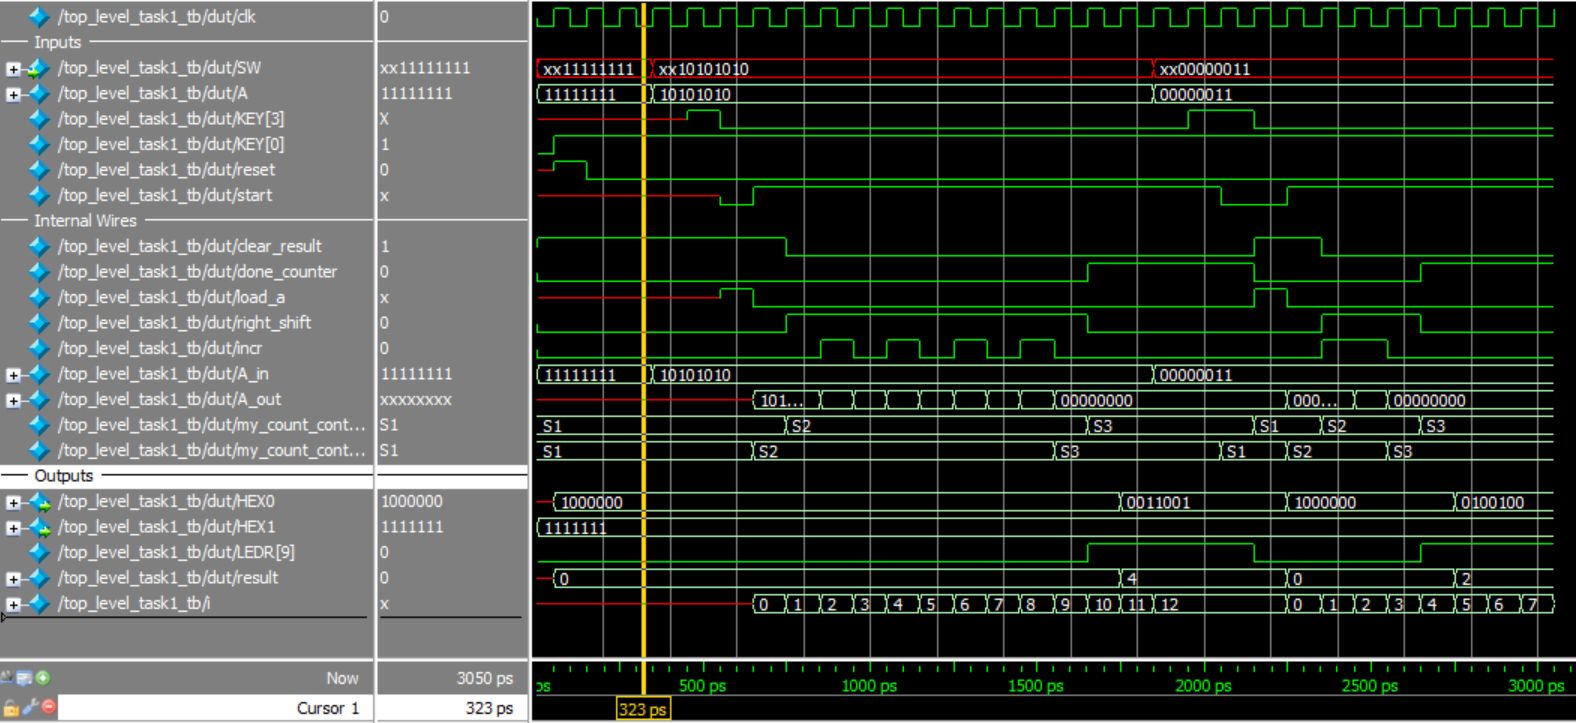 /top_level_task1_tb/dut/clk 0
Inputs
/top_level_task1_tb/dut/SW xx11111111 xx11111111 xx10101010 xx00000011
/top_level_task1_tb/dut/A 11111111 11111111 10101010 00000011
/top_level_task1_tb/dut/KEY[3] X
/top_level_task1_tb/dut/KEY[0] 1
/top_level_task1_tb/dut/reset 0
/top_level_task1_tb/dut/start x
Internal Wires
/top_level_task1_tb/dut/clear_result 1
/top_level_task1_tb/dut/done_counter 0
/top_level_task1_tb/dut/load_a x
/top_level_task1_tb/dut/right_shift 0
/top_level_task1_tb/dut/incr 0
/top_level_task1_tb/dut/A_in 11111111 11111111 10101010 00000011
/top_level_task1_tb/dut/A_out xxxxxxxx 101... 00000000 000... 00000000
/top_level_task1_tb/dut/my_count_cont... S1 S1 S2 S3 S1 S2 S3
/top_level_task1_tb/dut/my_count_cont... S1 S1 S2 S3 S1 S2 S3
Outputs
/top_level_task1_tb/dut/HEX0 1000000 1000000 0011001 1000000 0100100
/top_level_task1_tb/dut/HEX1 1111111 1111111
/top_level_task1_tb/dut/LEDR[9] 0
/top_level_task1_tb/dut/result 0 0 4 0 2
/top_level_task1_tb/i x 0 1 2 3 4 5 6 7 8 9 10 11 12 0 1 2 3 4 5 6 7
Now 3050 ps ps 500 ps 1000 ps 1500 ps 2000 ps 2500 ps 3000 ps
Cursor 1 323 ps 323 ps